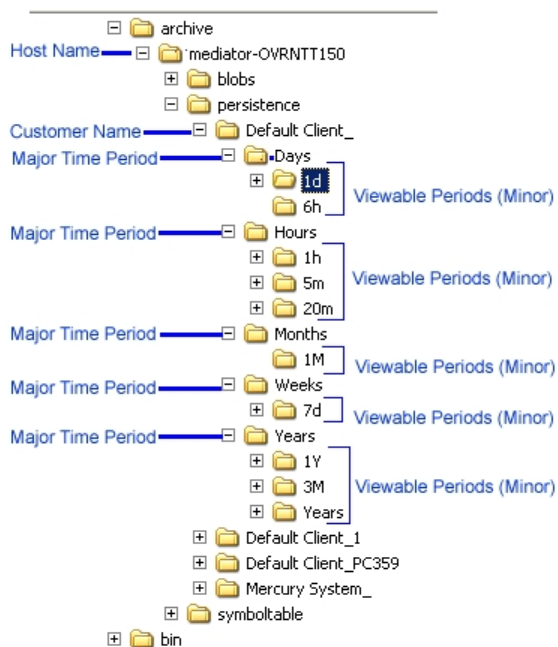 archive
Host Name mediator-OVRNTT150
blobs
persistence
Customer Name Default Client_
Major Time Period Days
1d
6h
Viewable Periods (Minor)
Major Time Period Hours
1h
5m
20m
Viewable Periods (Minor)
Major Time Period Months
1M
Viewable Periods (Minor)
Major Time Period Weeks
7d
Viewable Periods (Minor)
Major Time Period Years
1Y
3M
Years
Viewable Periods (Minor)
Default Client_1
Default Client_PC359
Mercury System_
symboltable
bin